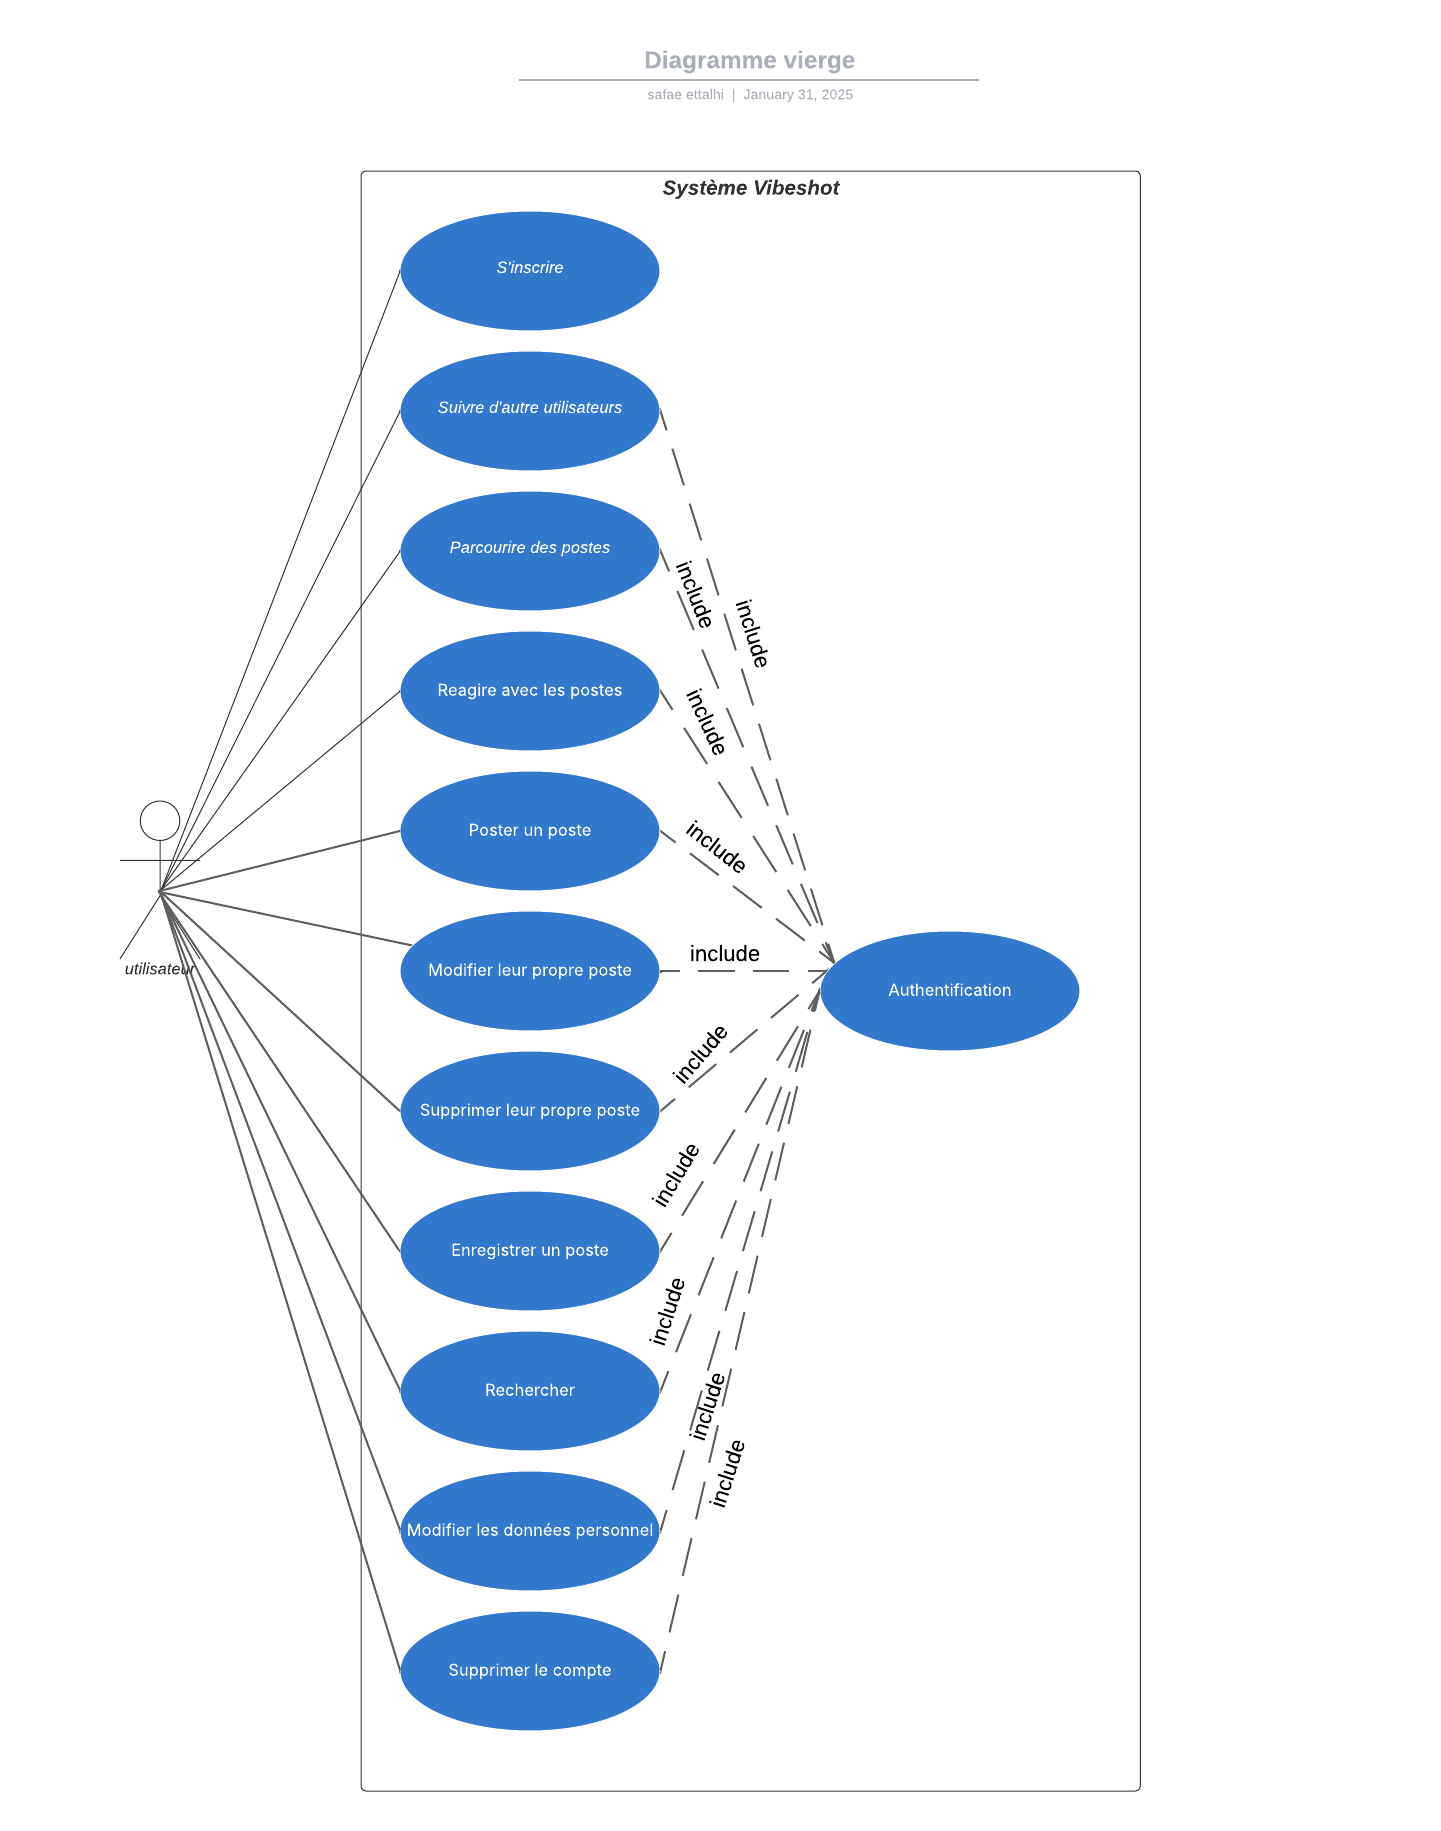 Diagramme vierge
safae ettalhi | January 31, 2025
Système Vibeshot
S'inscrire
Suivre d'autre utilisateurs
Parcourire des postes
include
include
Reagire avec les postes
include
Poster un poste
include
utilisateur
Modifier leur propre poste
include
Authentification
Supprimer leur propre poste
include
include
Enregistrer un poste
include
Rechercher
include
include
Modifier les données personnel
Supprimer le compte